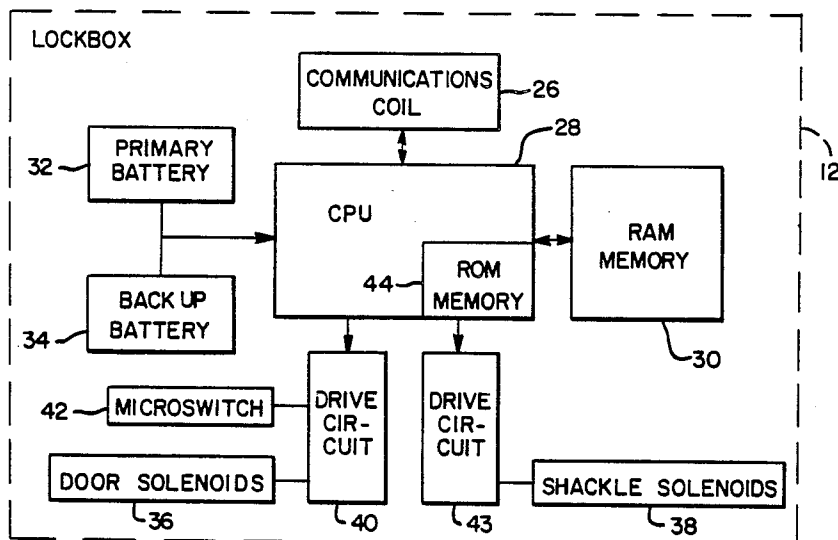 LOCKBOX
COMMUNICATIONS
COIL
26
28
12
32
PRIMARY
BATTERY
CPU
RAM
MEMORY
44
ROM
MEMORY
BACK UP
BATTERY
34
30
42
MICROSWITCH
DRIVE
CIR-
CUIT
DRIVE
CIR-
CUIT
DOOR SOLENOIDS
SHACKLE SOLENOIDS
36
40
43
38